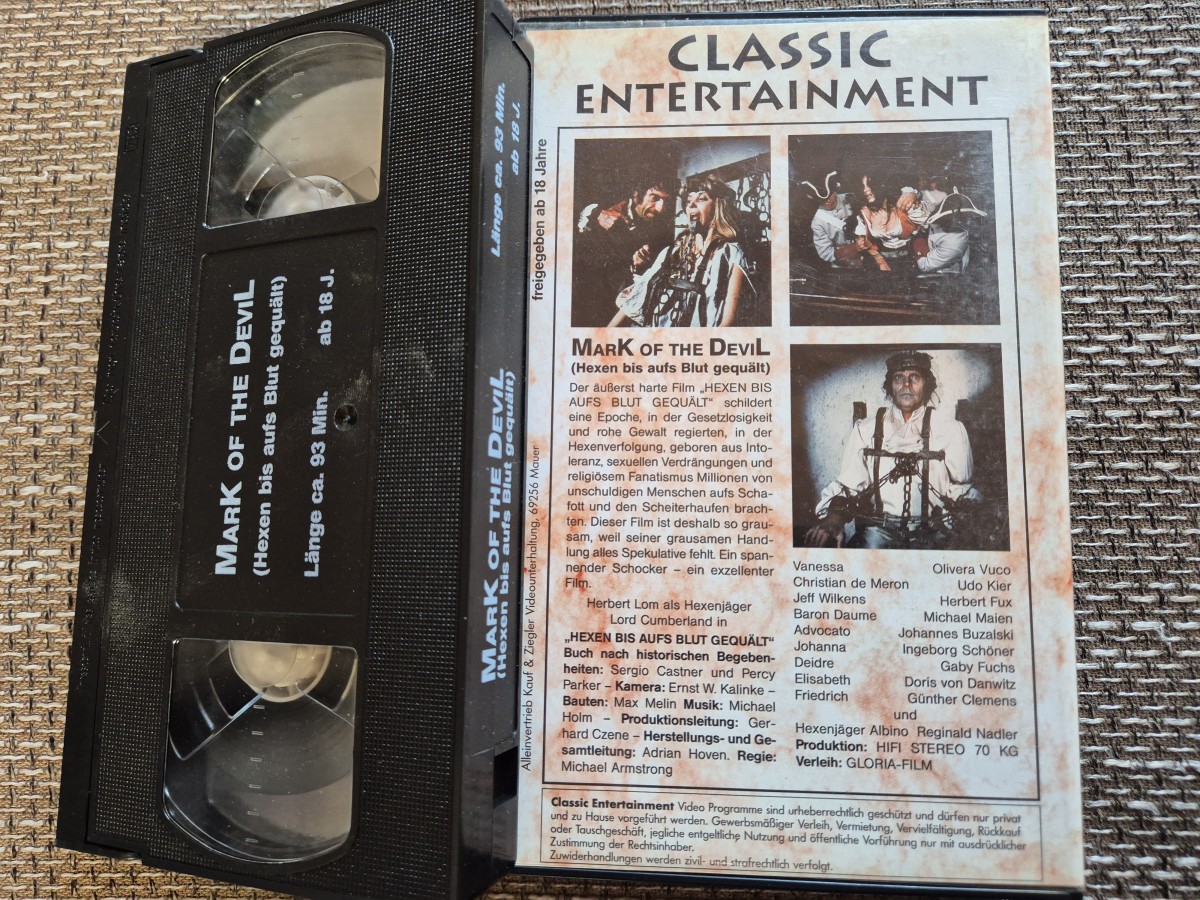 MarK OF THE DEVIL
(Hexen bis aufs Blut gequält)
Länge ca. 93 Min. ab 18 J.
MarK OF THE DEVIL
(Hexen bis aufs Blut gequält)
Länge ca. 93 Min.
ab 18 J.
CLASSIC
ENTERTAINMENT
freigegeben ab 18 Jahre
Alleinvertrieb Kauf & Ziegler Videounterhaltung, 69256 Mauer
MarK OF THE DeviL
(Hexen bis aufs Blut gequält)
Der äußerst harte Film „HEXEN BIS
AUFS BLUT GEQUÄLT" schildert
eine Epoche, in der Gesetzlosigkeit
und rohe Gewalt regierten, in der
Hexenverfolgung, geboren aus Into-
leranz, sexuellen Verdrängungen und
religiösem Fanatismus Millionen von
unschuldigen Menschen aufs Scha-
fott und den Scheiterhaufen brach-
ten. Dieser Film ist deshalb so grau-
sam, weil seiner grausamen Hand-
lung alles Spekulative fehlt. Ein span-
nender Schocker – ein exzellenter
Film.
Herbert Lom als Hexenjäger
Lord Cumberland in
„HEXEN BIS AUFS BLUT GEQUÄLT"
Buch nach historischen Begeben-
heiten: Sergio Castner und Percy
Parker – Kamera: Ernst W. Kalinke –
Bauten: Max Melin Musik: Michael
Holm – Produktionsleitung: Ger-
hard Czene – Herstellungs- und Ge-
samtleitung: Adrian Hoven. Regie:
Michael Armstrong
Vanessa Olivera Vuco
Christian de Meron Udo Kier
Jeff Wilkens Herbert Fux
Baron Daume Michael Maien
Advocato Johannes Buzalski
Johanna Ingeborg Schöner
Deidre Gaby Fuchs
Elisabeth Doris von Danwitz
Friedrich Günther Clemens
und
Hexenjäger Albino Reginald Nadler
Produktion: HIFI STEREO 70 KG
Verleih: GLORIA-FILM
Classic Entertainment Video Programme sind urheberrechtlich geschützt und dürfen nur privat
und zu Hause vorgeführt werden. Gewerbsmäßiger Verleih, Vermietung, Vervielfältigung, Rückkauf
oder Tauschgeschäft, jegliche entgeltliche Nutzung und öffentliche Vorführung nur mit ausdrücklicher
Zustimmung der Rechtsinhaber.
Zuwiderhandlungen werden zivil- und strafrechtlich verfolgt.